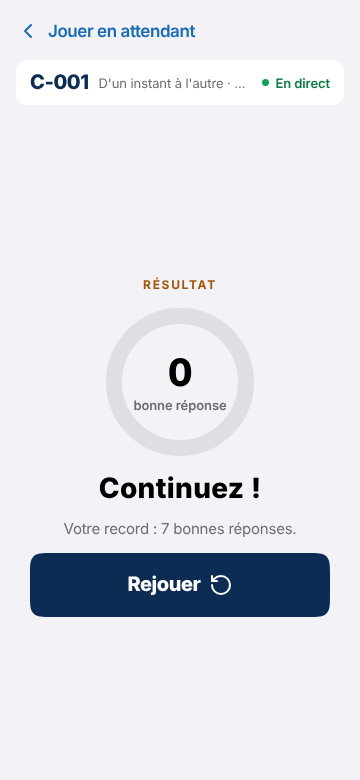 Jouer en attendant
C-001 D'un instant à l'autre · ... En direct
RÉSULTAT
0
bonne réponse
Continuez !
Votre record : 7 bonnes réponses.
Rejouer